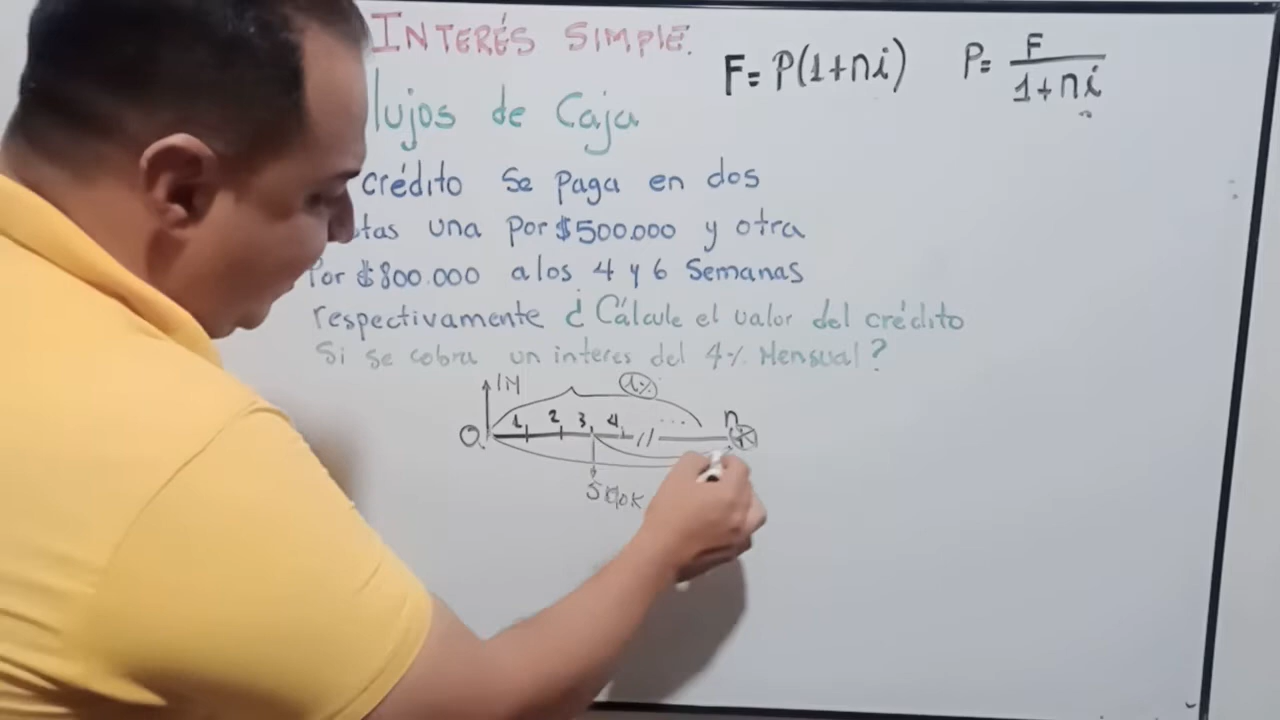 INTERÉS SIMPLE.
F= P(1+ni)
P= F / 1+ni
lujos de Caja
crédito Se paga en dos
tas una Por $500.000 y otra
Por $800.000 a los 4 y 6 Semanas
respectivamente ¿ Cálcule el valor del crédito
Si se cobra un interes del 4% Mensual?
1M
1 2 3 4 ... n
0